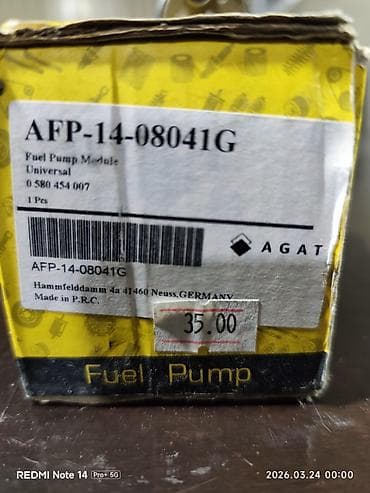 AFP-14-08041G
Fuel Pump Module
Universal
0 580 454 007
1 Pcs
AGAT
AFP-14-08041G
Hammfelddamm 4a 41460 Neuss,GERMANY
Made in P.R.C.
35.00
Fuel Pump
REDMI Note 14 Pro+ 5G
2026.03.24 00:00